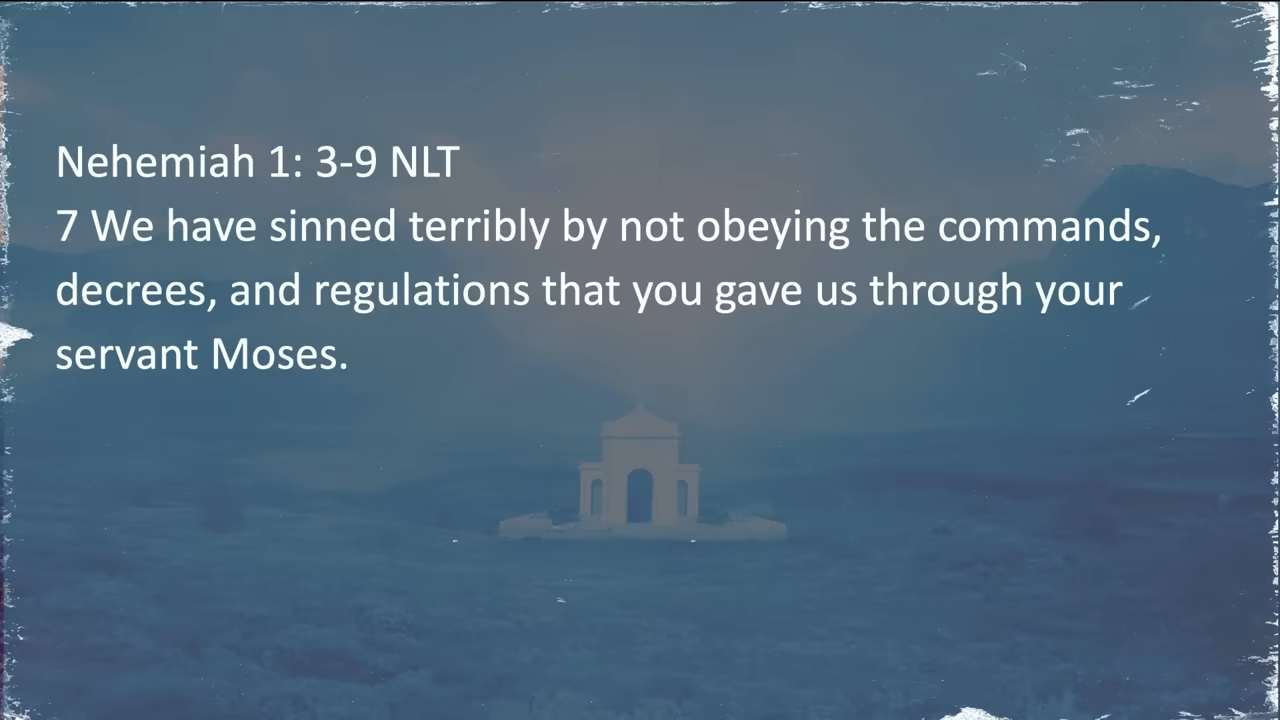 Nehemiah 1: 3-9 NLT
7 We have sinned terribly by not obeying the commands,
decrees, and regulations that you gave us through your
servant Moses.